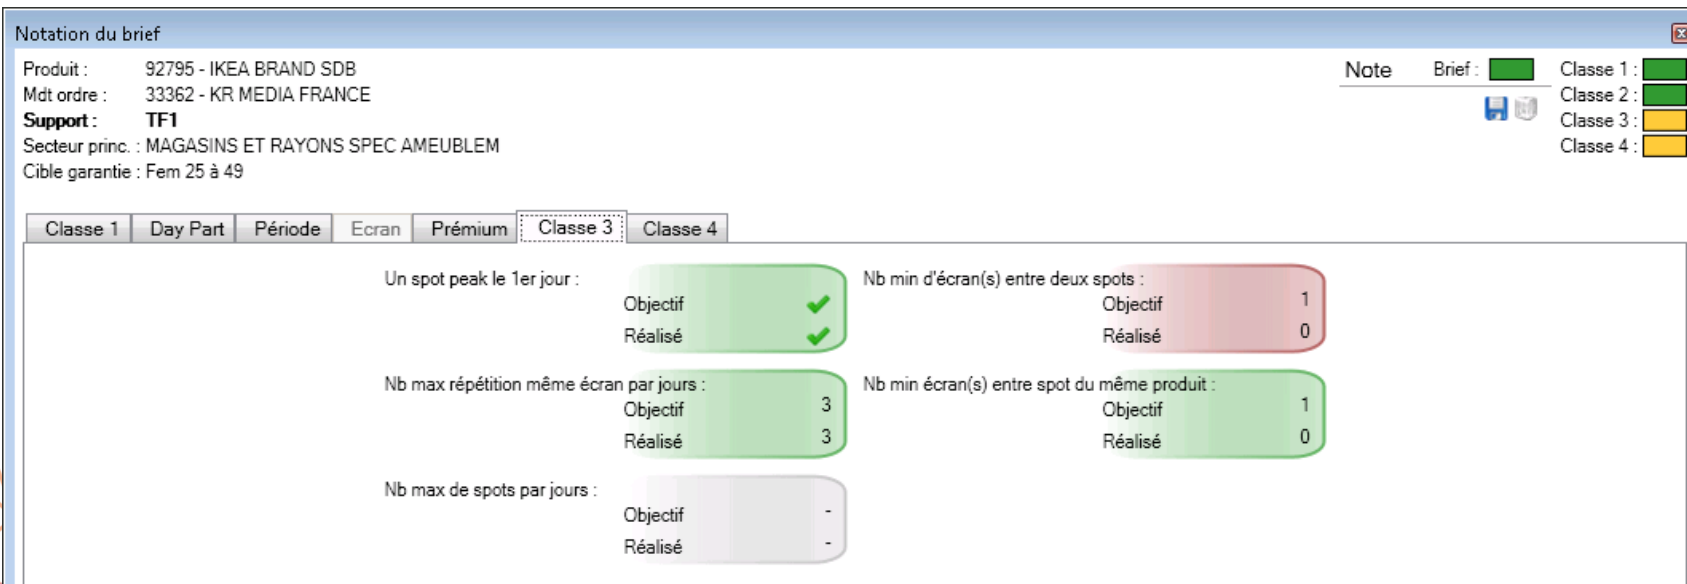 Notation du brief
Produit : 92795 - IKEA BRAND SDB
Mdt ordre : 33362 - KR MEDIA FRANCE
Support : TF1
Secteur princ. : MAGASINS ET RAYONS SPEC AMEUBLEM
Cible garantie : Fem 25 à 49
Note Brief :
Classe 1 :
Classe 2 :
Classe 3 :
Classe 4 :
Classe 1 Day Part Période Ecran Prémium Classe 3 Classe 4
Un spot peak le 1er jour :
Objectif
Réalisé
Nb min d'écran(s) entre deux spots :
Objectif 1
Réalisé 0
Nb max répétition même écran par jours :
Objectif 3
Réalisé 3
Nb min écran(s) entre spot du même produit :
Objectif 1
Réalisé 0
Nb max de spots par jours :
Objectif -
Réalisé -